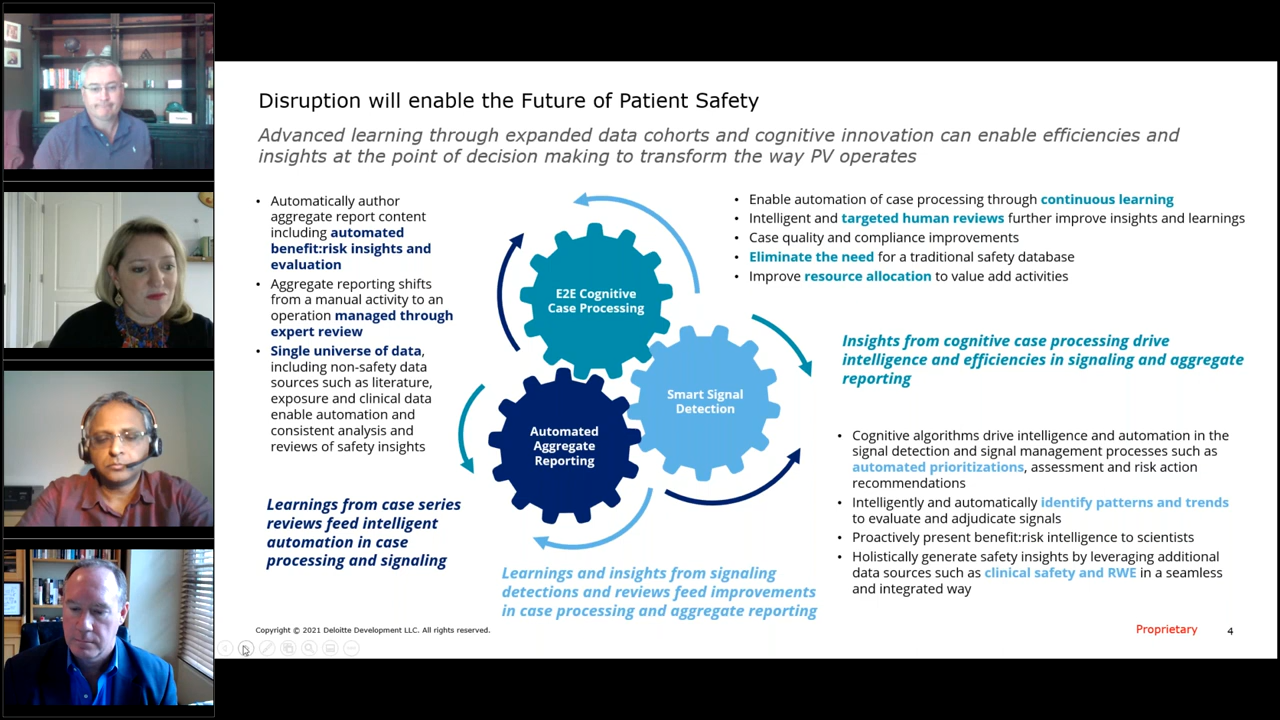 Disruption will enable the Future of Patient Safety
Advanced learning through expanded data cohorts and cognitive innovation can enable efficiencies and
insights at the point of decision making to transform the way PV operates
• Automatically author
aggregate report content
including automated
benefit:risk insights and
evaluation
• Aggregate reporting shifts
from a manual activity to an
operation managed through
expert review
• Single universe of data,
including non-safety data
sources such as literature,
exposure and clinical data
enable automation and
consistent analysis and
reviews of safety insights
Learnings from case series
reviews feed intelligent
automation in case
processing and signaling
E2E Cognitive
Case Processing
Smart Signal
Detection
Automated
Aggregate
Reporting
Learnings and insights from signaling
detections and reviews feed improvements
in case processing and aggregate reporting
• Enable automation of case processing through continuous learning
• Intelligent and targeted human reviews further improve insights and learnings
• Case quality and compliance improvements
• Eliminate the need for a traditional safety database
• Improve resource allocation to value add activities
Insights from cognitive case processing drive
intelligence and efficiencies in signaling and aggregate
reporting
• Cognitive algorithms drive intelligence and automation in the
signal detection and signal management processes such as
automated prioritizations, assessment and risk action
recommendations
• Intelligently and automatically identify patterns and trends
to evaluate and adjudicate signals
• Proactively present benefit:risk intelligence to scientists
• Holistically generate safety insights by leveraging additional
data sources such as clinical safety and RWE in a seamless
and integrated way
Copyright © 2021 Deloitte Development LLC. All rights reserved.
Proprietary
4